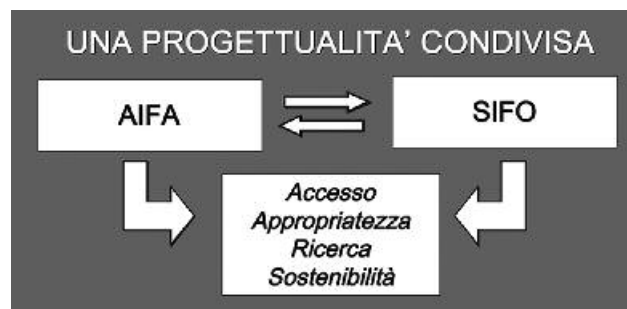 UNA PROGETTUALITA' CONDIVISA
AIFA
SIFO
Accesso
Appropriatezza
Ricerca
Sostenibilità